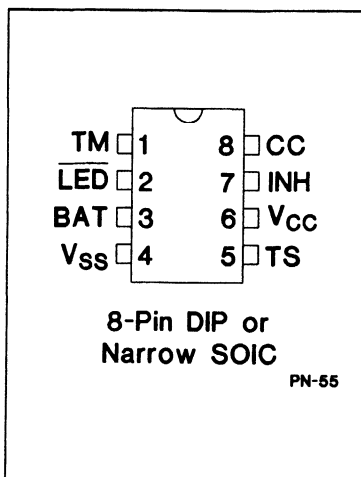 TM 1 8 CC
LED 2 7 INH
BAT 3 6 VCC
VSS 4 5 TS
8-Pin DIP or
Narrow SOIC
PN-55